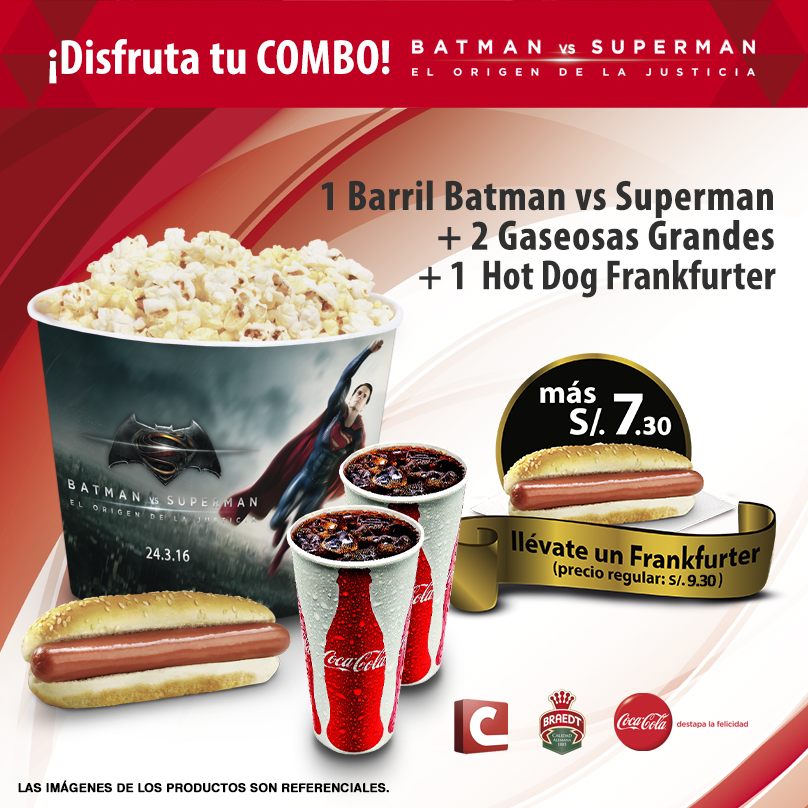 ¡Disfruta tu COMBO!
BATMAN vs SUPERMAN
EL ORIGEN DE LA JUSTICIA
1 Barril Batman vs Superman
+ 2 Gaseosas Grandes
+ 1 Hot Dog Frankfurter
más
S/. 7.30
llévate un Frankfurter
(precio regular: S/. 9.30)
BATMAN vs SUPERMAN
EL ORIGEN DE LA JUSTICIA
24.3.16
Coca-Cola
Cola
C
BRAEDT
CALIDAD
ALEMANA
Coca-Cola
destapa la felicidad
LAS IMÁGENES DE LOS PRODUCTOS SON REFERENCIALES.